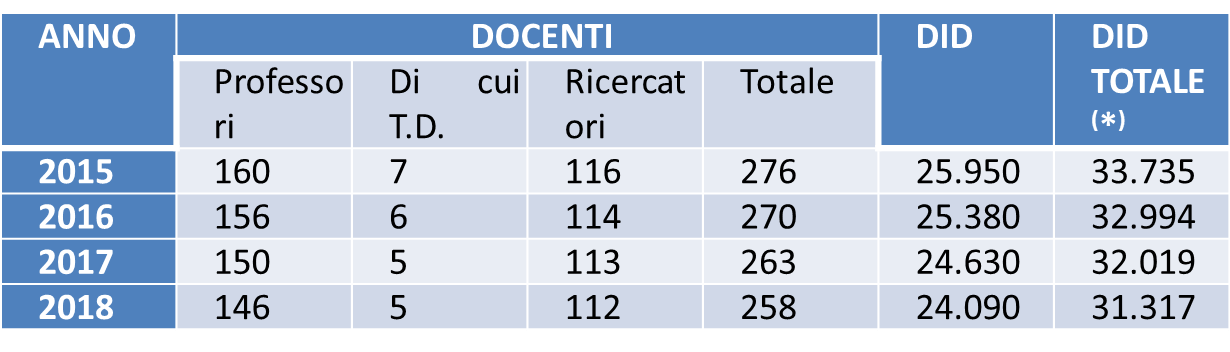 ANNO DOCENTI DID DID
TOTALE
(*)
Professo Di cui Ricercat Totale
ri T.D. ori
2015 160 7 116 276 25.950 33.735
2016 156 6 114 270 25.380 32.994
2017 150 5 113 263 24.630 32.019
2018 146 5 112 258 24.090 31.317